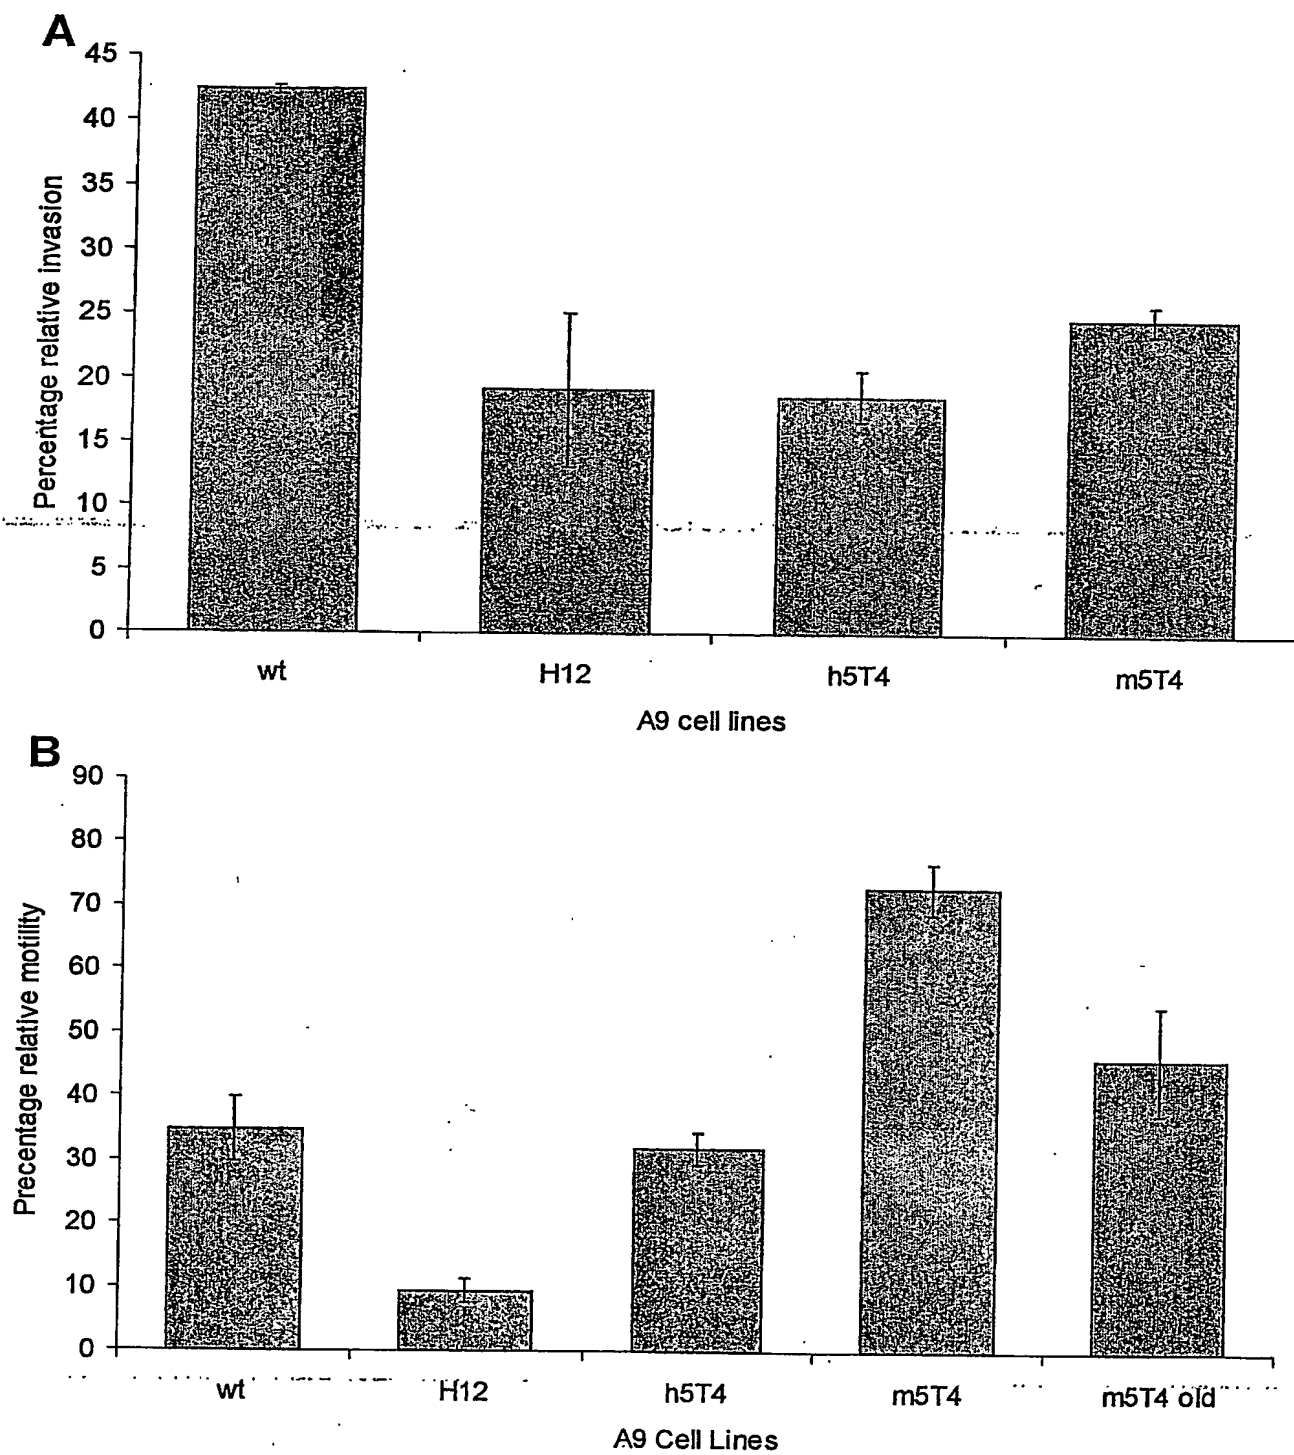 A
45
40
35
30
25
20
15
10
5
0
Percentage relative invasion
wt H12 h5T4 m5T4
A9 cell lines
B
90
80
70
60
50
40
30
20
10
0
Precentage relative motility
wt H12 h5T4 m5T4 m5T4 old
A9 Cell Lines